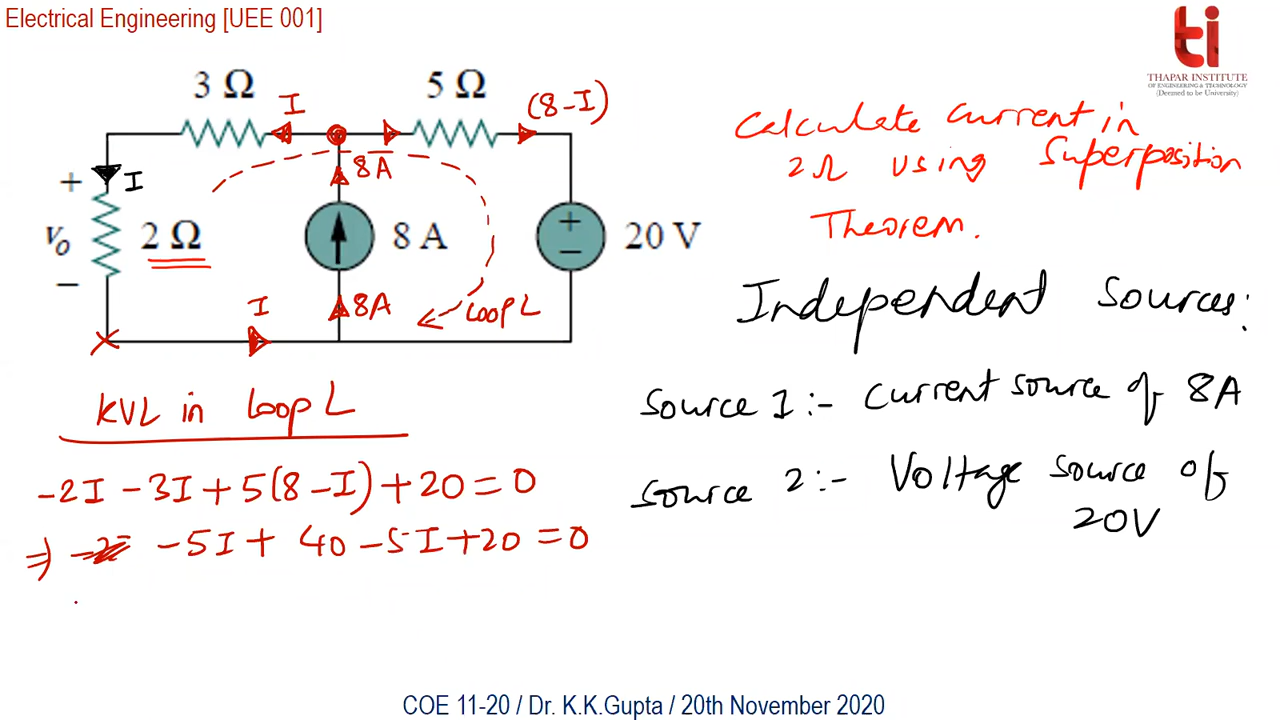 Electrical Engineering [UEE 001]
ti
THAPAR INSTITUTE
OF ENGINEERING & TECHNOLOGY
(Deemed to be University)
3 Ω
I
5 Ω
(8-I)
8A
+
I
v₀
2 Ω
-
8 A
+
-
20 V
I
8A
Loop L
Calculate current in
2Ω using Superposition
Theorem.
Independent Sources:
Source 1:- Current source of 8A
Source 2:- Voltage source of
20V
KVL in Loop L
-2I -3I + 5(8-I) + 20 = 0
⇒ -5I + 40 -5I +20 = 0
COE 11-20 / Dr. K.K.Gupta / 20th November 2020